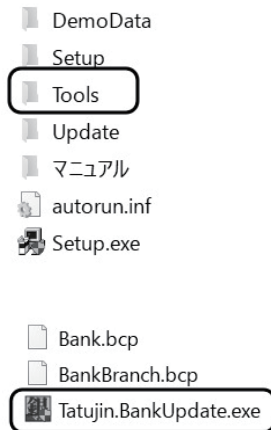 DemoData
Setup
Tools
Update
マニュアル
autorun.inf
Setup.exe
Bank.bcp
BankBranch.bcp
Tatujin.BankUpdate.exe